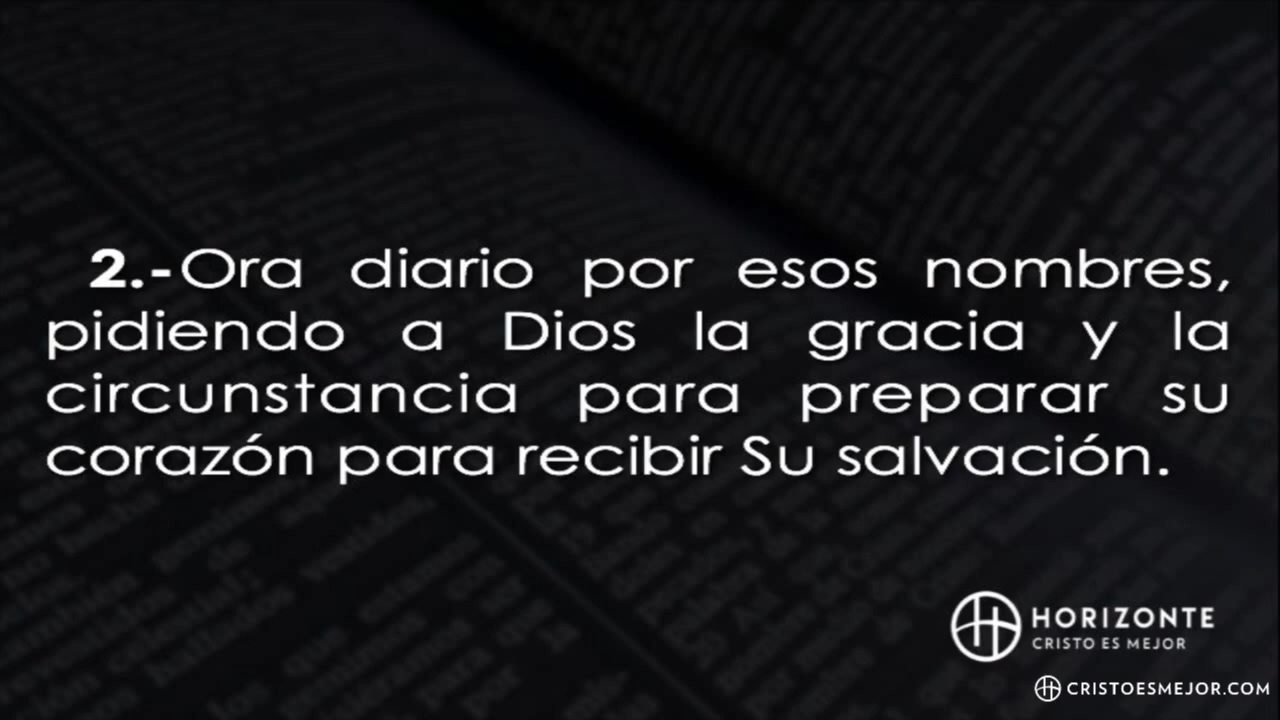 2.-Ora diario por esos nombres,
pidiendo a Dios la gracia y la
circunstancia para preparar su
corazón para recibir Su salvación.
HORIZONTE
CRISTO ES MEJOR
CRISTOESMEJOR.COM